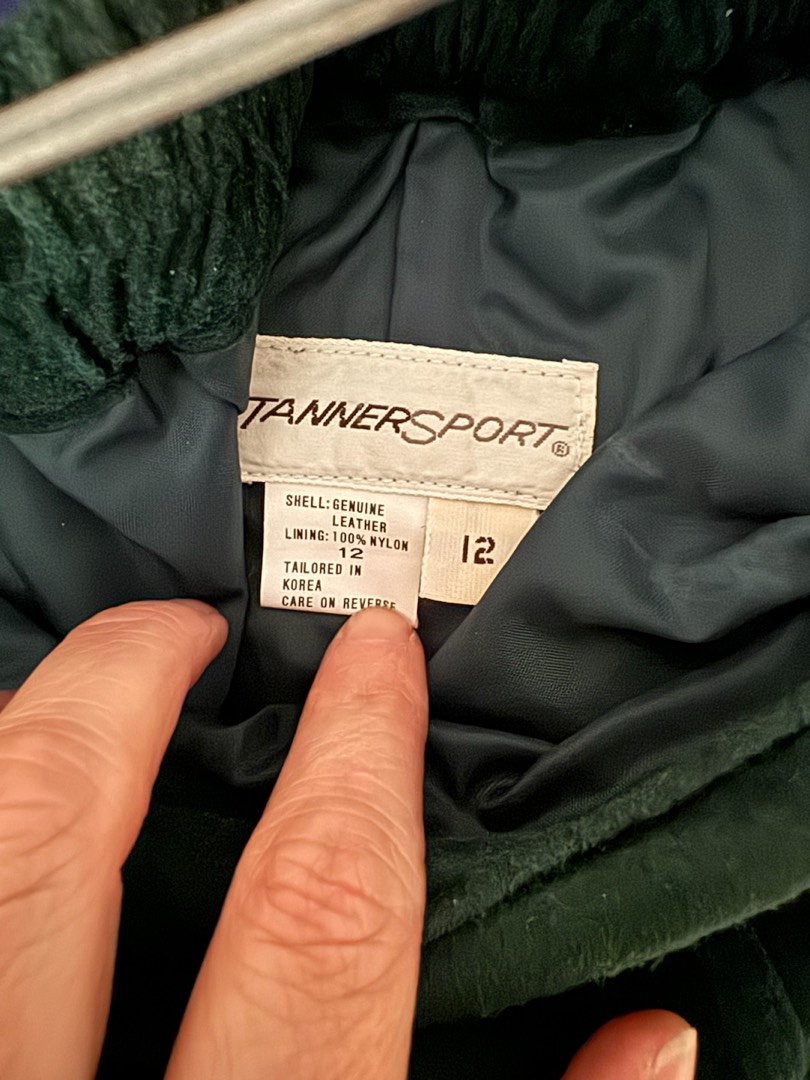 TANNERSPORT®
SHELL: GENUINE
LEATHER
LINING: 100% NYLON
12
TAILORED IN
KOREA
CARE ON REVERSE
12